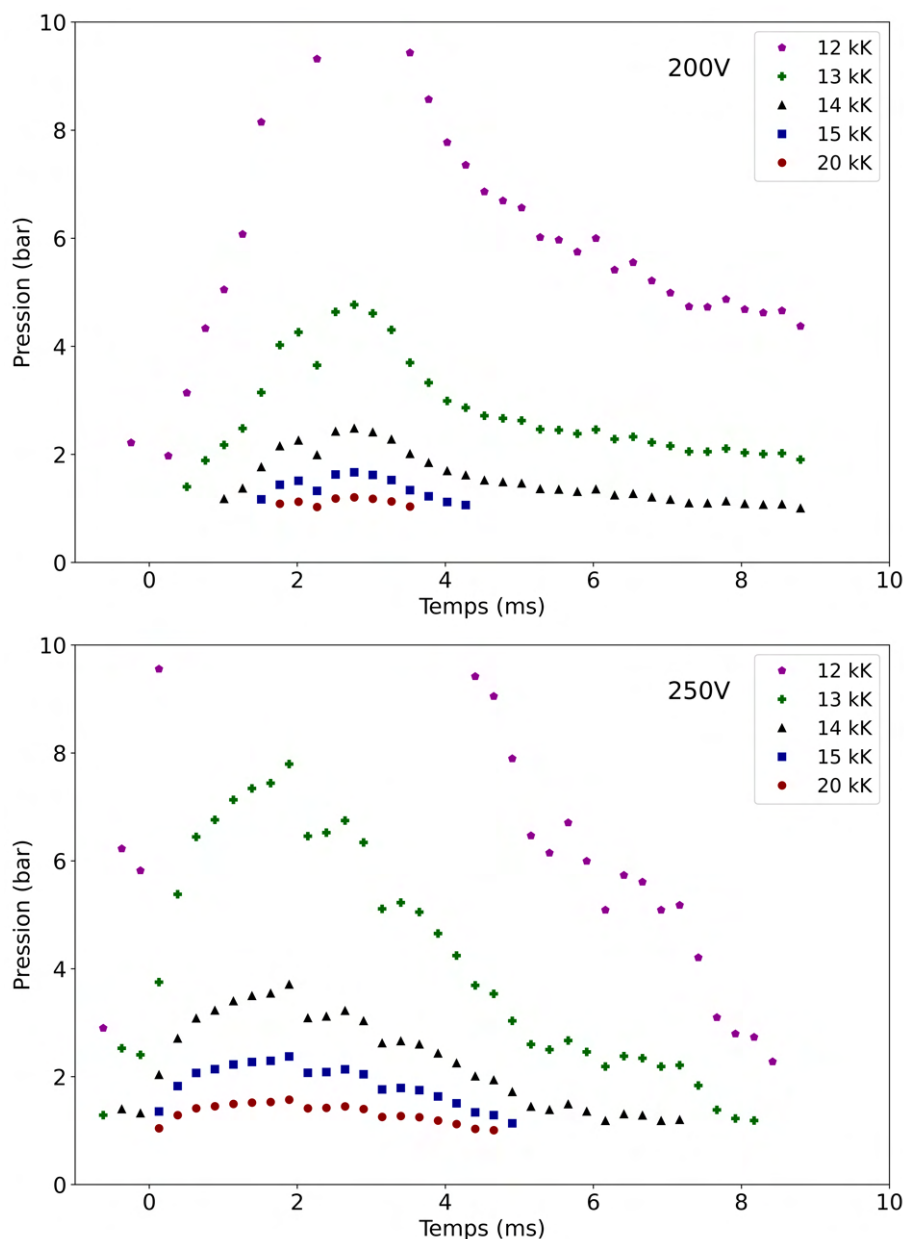 10
8
6
4
2
0
Pression (bar)
200V
12 kK
13 kK
14 kK
15 kK
20 kK
0 2 4 6 8 10
Temps (ms)
10
8
6
4
2
0
Pression (bar)
250V
12 kK
13 kK
14 kK
15 kK
20 kK
0 2 4 6 8 10
Temps (ms)